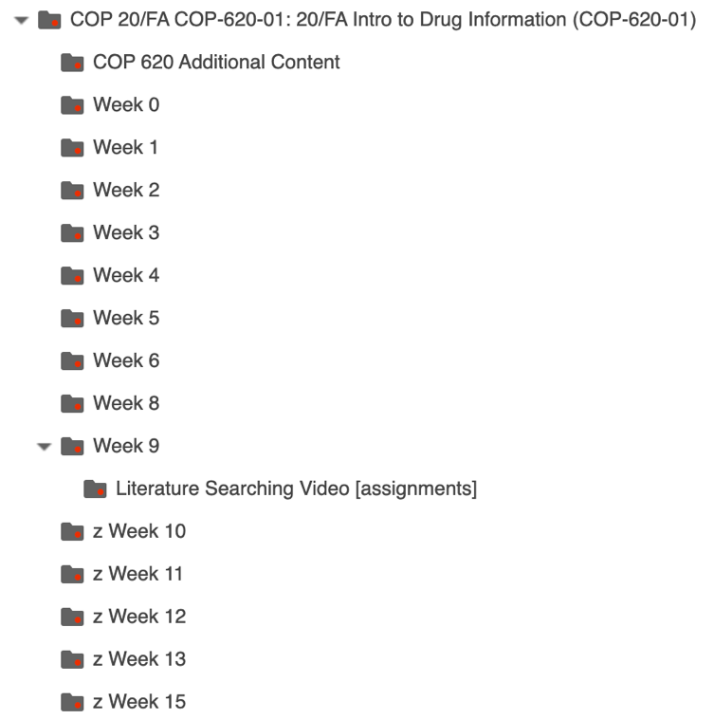 COP 20/FA COP-620-01: 20/FA Intro to Drug Information (COP-620-01)
COP 620 Additional Content
Week 0
Week 1
Week 2
Week 3
Week 4
Week 5
Week 6
Week 8
Week 9
Literature Searching Video [assignments]
z Week 10
z Week 11
z Week 12
z Week 13
z Week 15